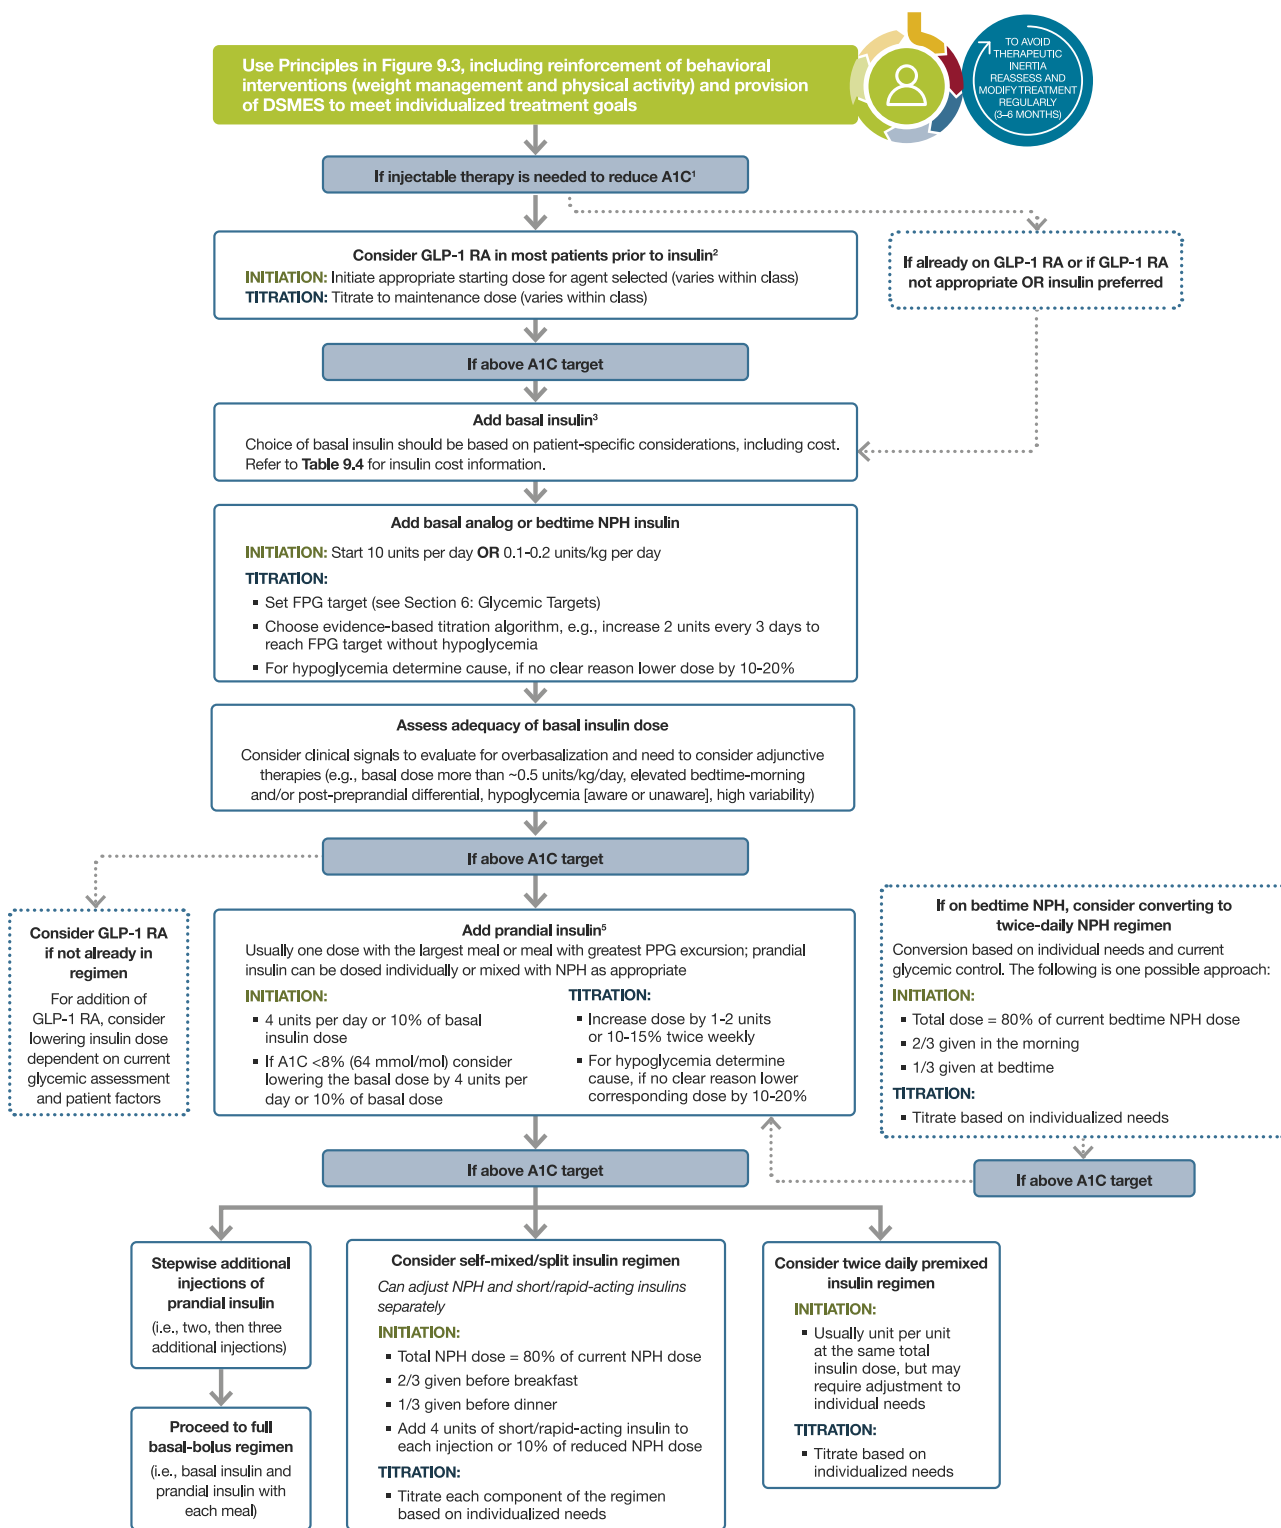 Use Principles in Figure 9.3, including reinforcement of behavioral
interventions (weight management and physical activity) and provision
of DSMES to meet individualized treatment goals
TO AVOID
THERAPEUTIC
INERTIA
REASSESS AND
MODIFY TREATMENT
REGULARLY
(3–6 MONTHS)
If injectable therapy is needed to reduce A1C¹
Consider GLP-1 RA in most patients prior to insulin²
INITIATION: Initiate appropriate starting dose for agent selected (varies within class)
TITRATION: Titrate to maintenance dose (varies within class)
If already on GLP-1 RA or if GLP-1 RA
not appropriate OR insulin preferred
If above A1C target
Add basal insulin³
Choice of basal insulin should be based on patient-specific considerations, including cost.
Refer to Table 9.4 for insulin cost information.
Add basal analog or bedtime NPH insulin
INITIATION: Start 10 units per day OR 0.1-0.2 units/kg per day
TITRATION:
▪ Set FPG target (see Section 6: Glycemic Targets)
▪ Choose evidence-based titration algorithm, e.g., increase 2 units every 3 days to
reach FPG target without hypoglycemia
▪ For hypoglycemia determine cause, if no clear reason lower dose by 10-20%
Assess adequacy of basal insulin dose
Consider clinical signals to evaluate for overbasalization and need to consider adjunctive
therapies (e.g., basal dose more than ~0.5 units/kg/day, elevated bedtime-morning
and/or post-preprandial differential, hypoglycemia [aware or unaware], high variability)
If above A1C target
Consider GLP-1 RA
if not already in
regimen
For addition of
GLP-1 RA, consider
lowering insulin dose
dependent on current
glycemic assessment
and patient factors
Add prandial insulin⁵
Usually one dose with the largest meal or meal with greatest PPG excursion; prandial
insulin can be dosed individually or mixed with NPH as appropriate
INITIATION:
▪ 4 units per day or 10% of basal
insulin dose
▪ If A1C <8% (64 mmol/mol) consider
lowering the basal dose by 4 units per
day or 10% of basal dose
TITRATION:
▪ Increase dose by 1-2 units
or 10-15% twice weekly
▪ For hypoglycemia determine
cause, if no clear reason lower
corresponding dose by 10-20%
If on bedtime NPH, consider converting to
twice-daily NPH regimen
Conversion based on individual needs and current
glycemic control. The following is one possible approach:
INITIATION:
▪ Total dose = 80% of current bedtime NPH dose
▪ 2/3 given in the morning
▪ 1/3 given at bedtime
TITRATION:
▪ Titrate based on individualized needs
If above A1C target
If above A1C target
Stepwise additional
injections of
prandial insulin
(i.e., two, then three
additional injections)
Proceed to full
basal-bolus regimen
(i.e., basal insulin and
prandial insulin with
each meal)
Consider self-mixed/split insulin regimen
Can adjust NPH and short/rapid-acting insulins
separately
INITIATION:
▪ Total NPH dose = 80% of current NPH dose
▪ 2/3 given before breakfast
▪ 1/3 given before dinner
▪ Add 4 units of short/rapid-acting insulin to
each injection or 10% of reduced NPH dose
TITRATION:
▪ Titrate each component of the regimen
based on individualized needs
Consider twice daily premixed
insulin regimen
INITIATION:
▪ Usually unit per unit
at the same total
insulin dose, but may
require adjustment to
individual needs
TITRATION:
▪ Titrate based on
individualized needs